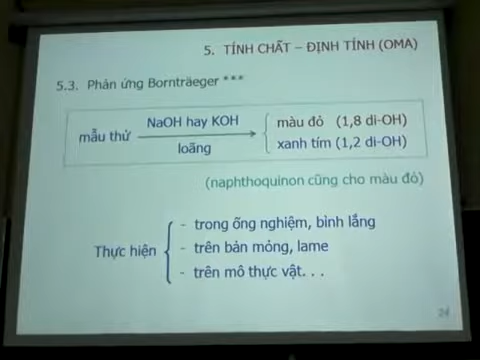 5. TÍNH CHẤT – ĐỊNH TÍNH (OMA)
5.3. Phản ứng Bornträeger ***
mẫu thử
NaOH hay KOH
loãng
màu đỏ (1,8 di-OH)
xanh tím (1,2 di-OH)
(naphthoquinon cũng cho màu đỏ)
Thực hiện
- trong ống nghiệm, bình lắng
- trên bản mỏng, lame
- trên mô thực vật. . .
24